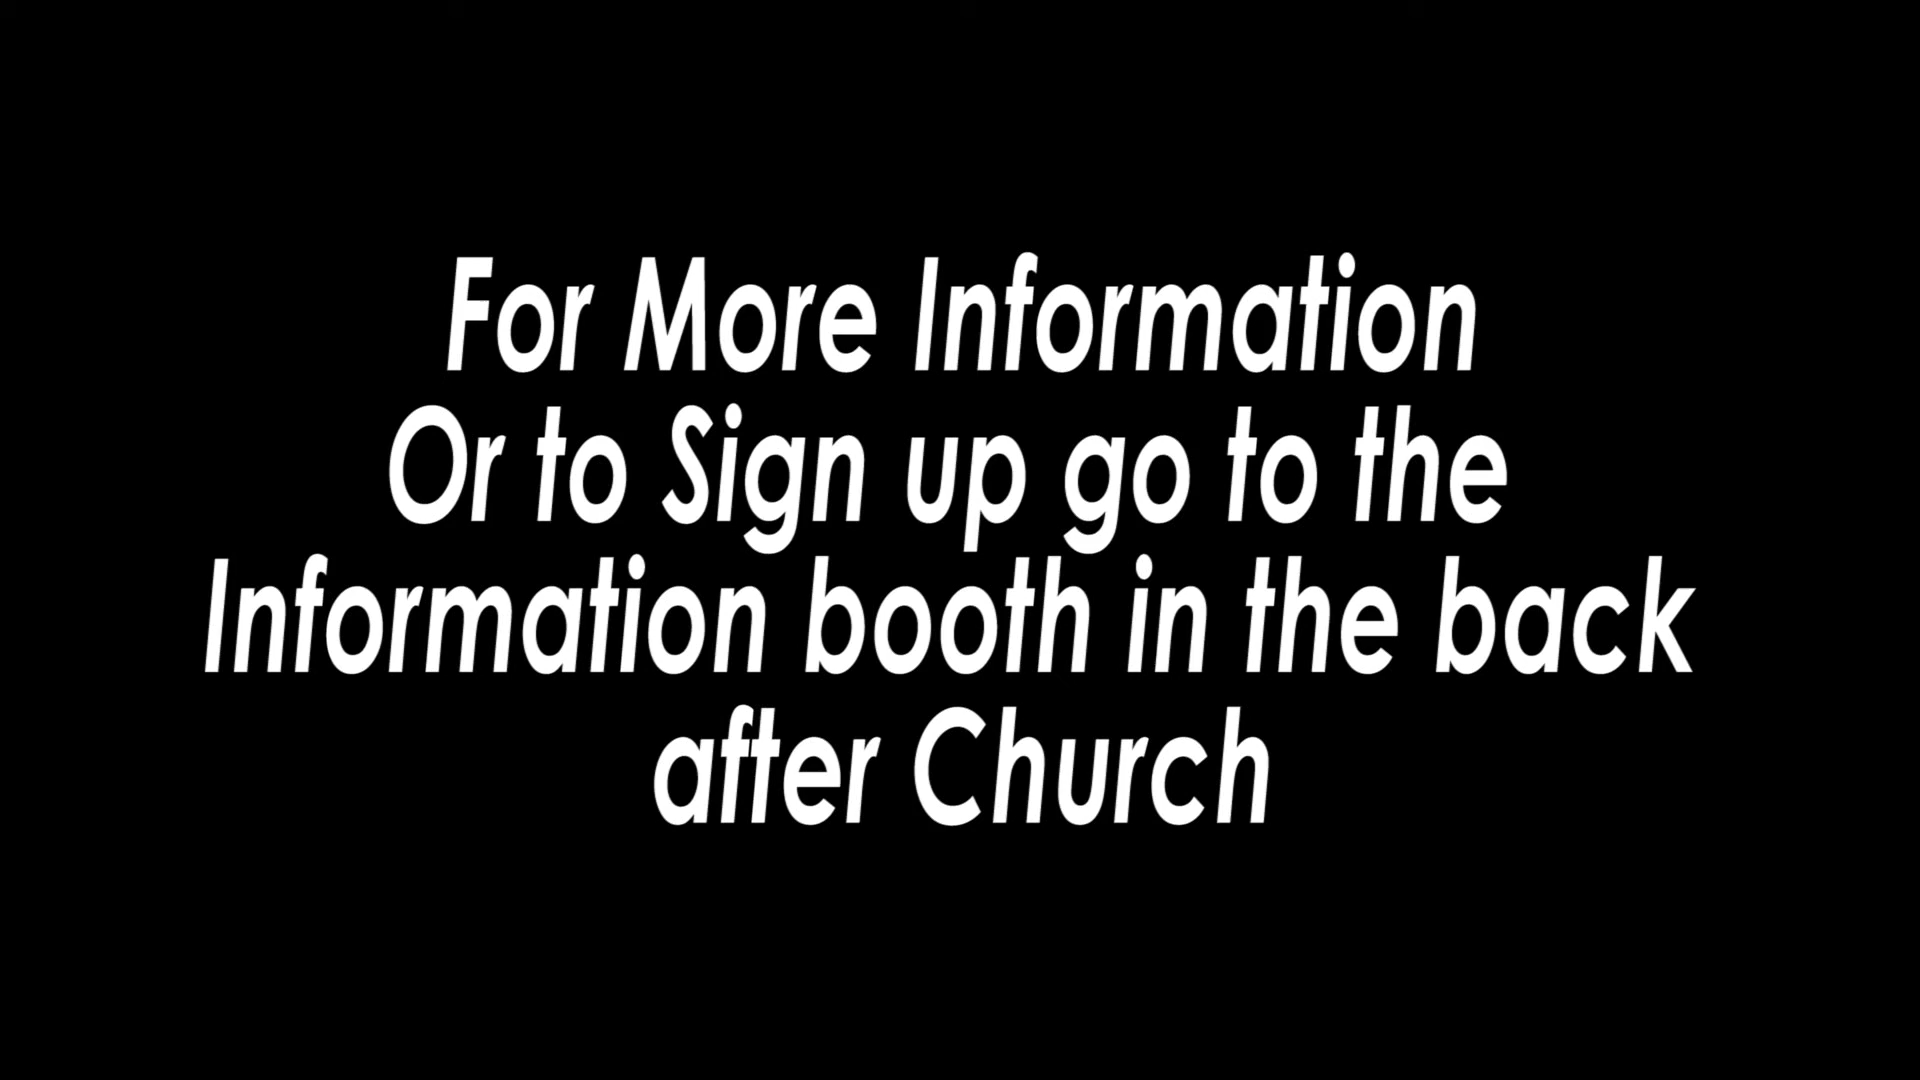 For More Information
Or to Sign up go to the
Information booth in the back
after Church